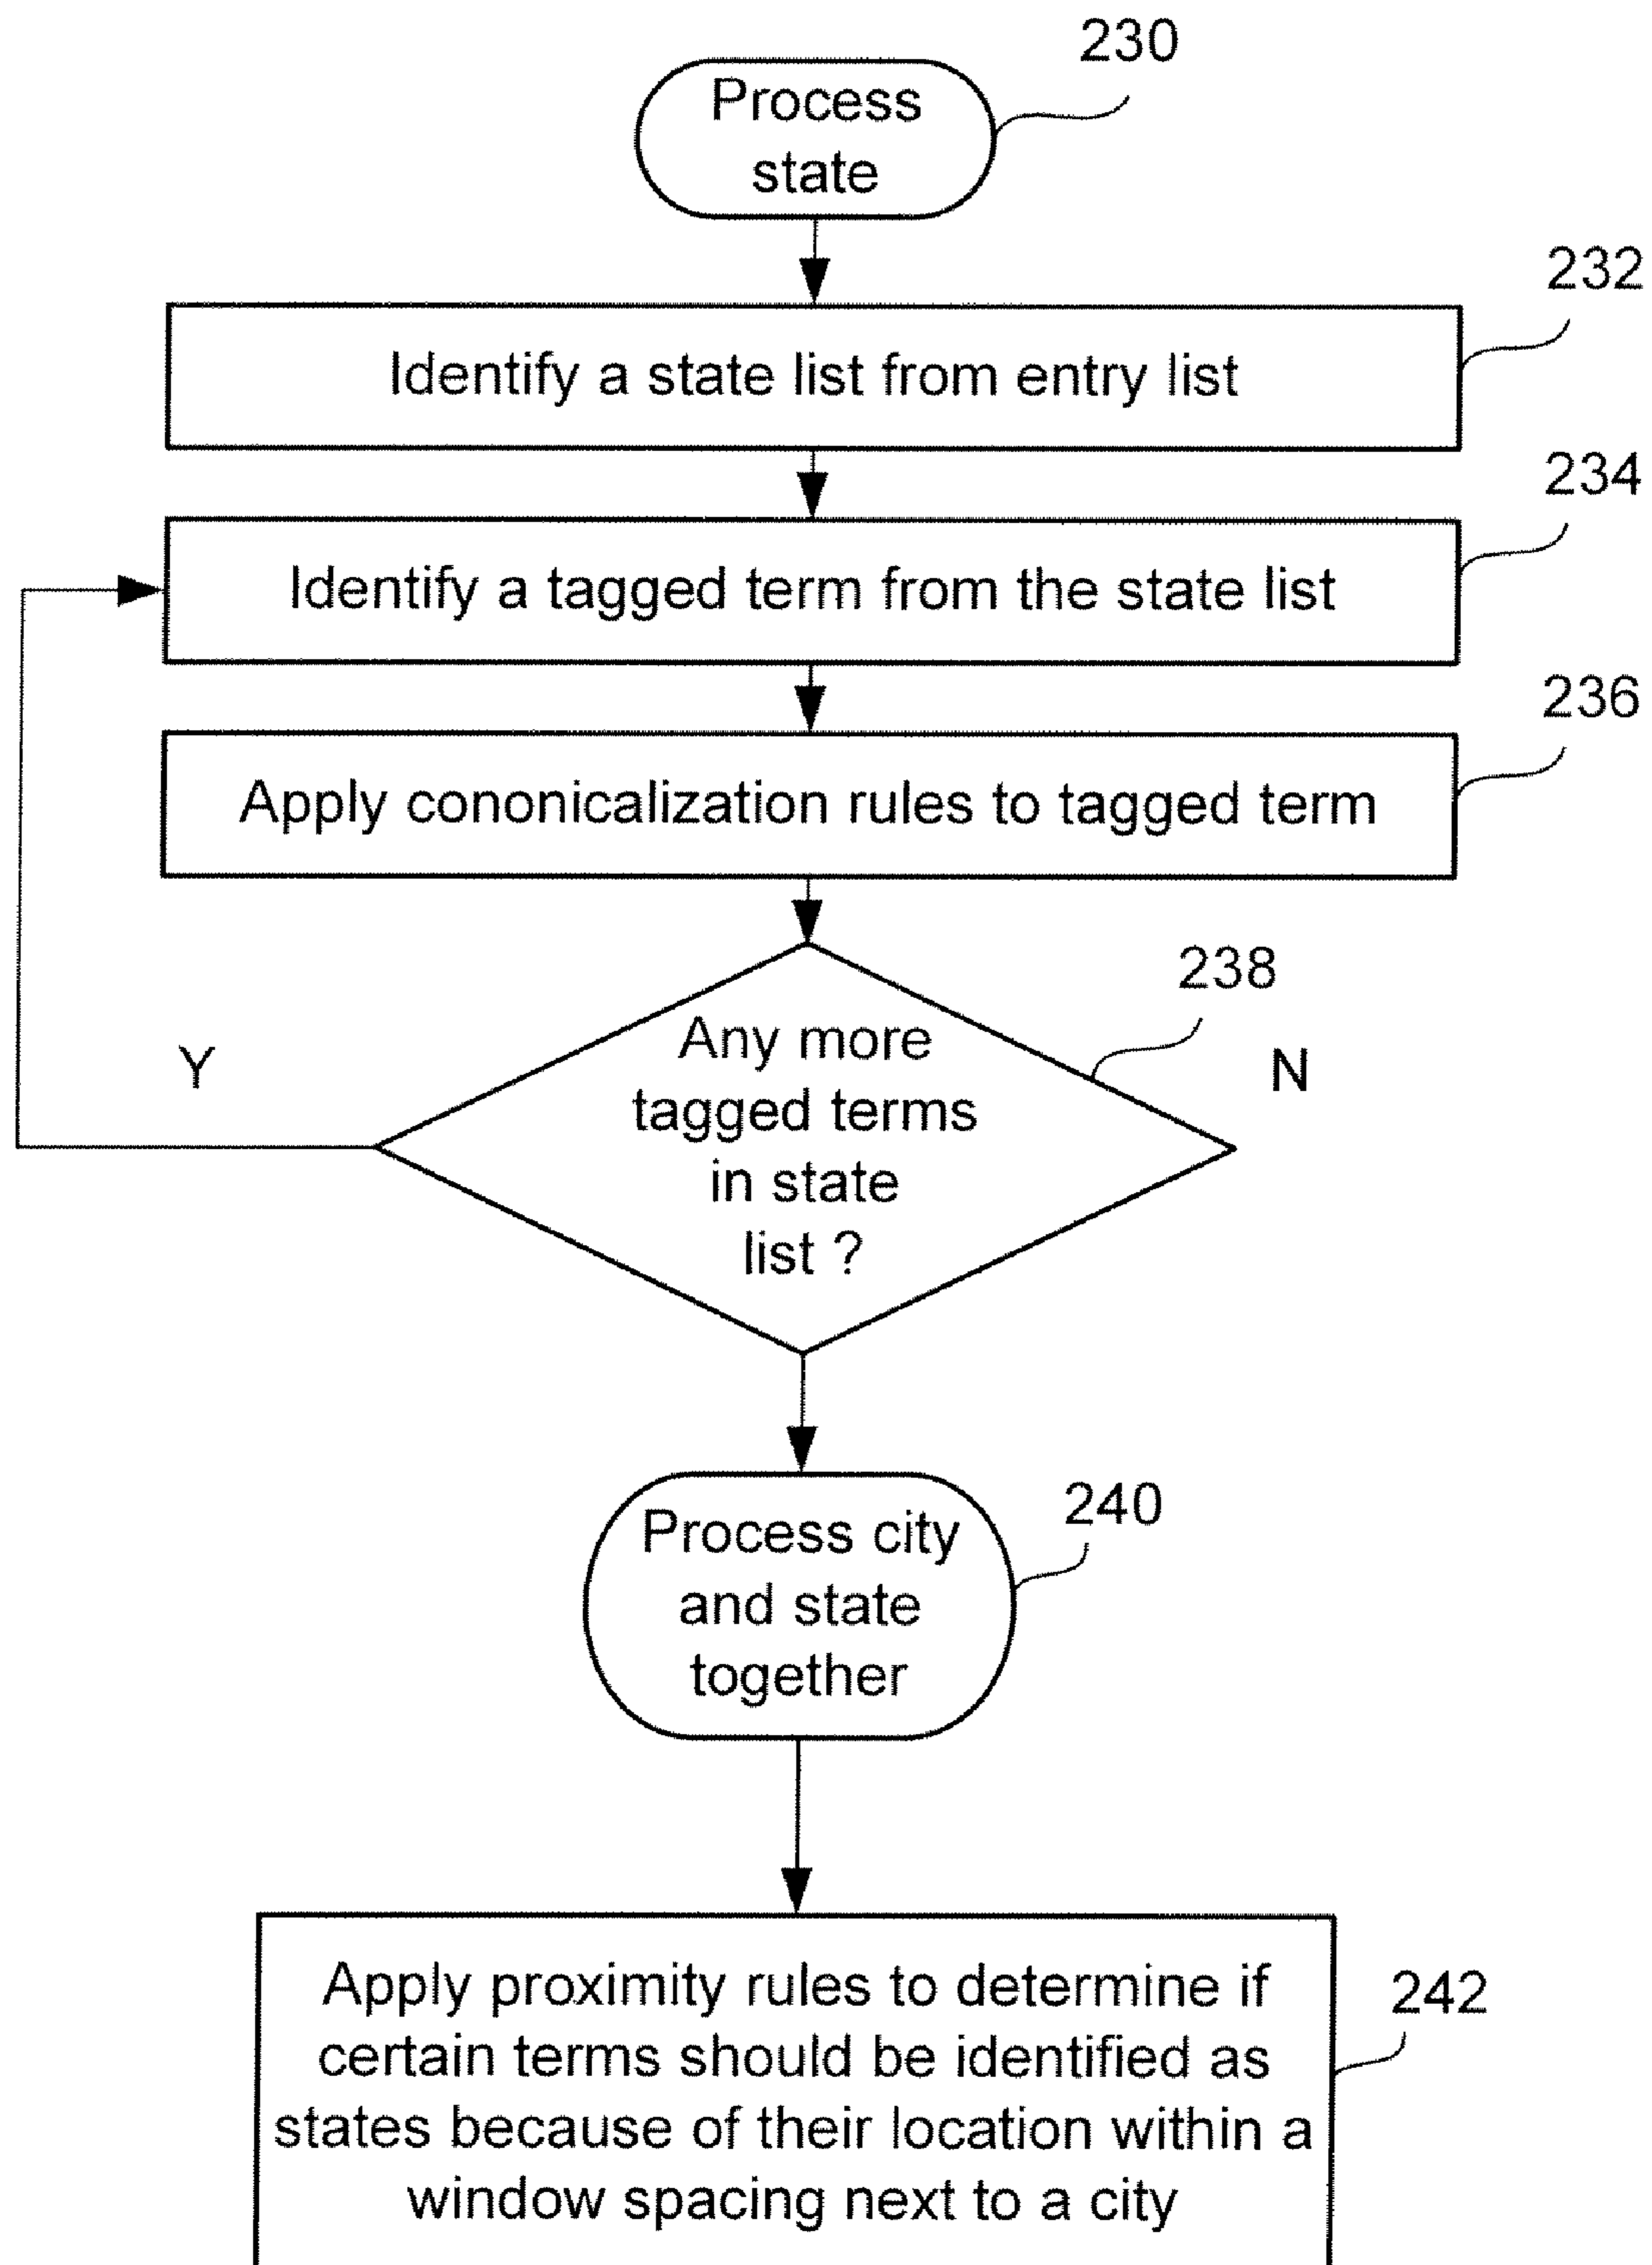 230
Process
state
232
Identify a state list from entry list
234
Identify a tagged term from the state list
236
Apply cononicalization rules to tagged term
238
Y
N
Any more
tagged terms
in state
list ?
240
Process city
and state
together
242
Apply proximity rules to determine if
certain terms should be identified as
states because of their location within a
window spacing next to a city